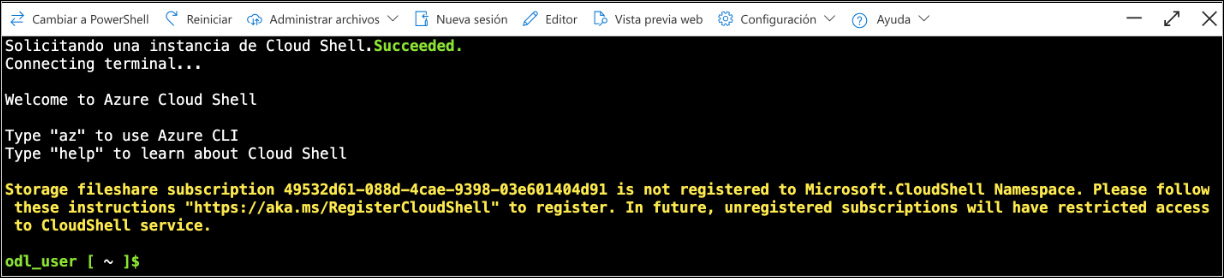 Cambiar a PowerShell Reiniciar Administrar archivos Nueva sesión Editor Vista previa web Configuración Ayuda
Solicitando una instancia de Cloud Shell.Succeeded.
Connecting terminal...
Welcome to Azure Cloud Shell
Type "az" to use Azure CLI
Type "help" to learn about Cloud Shell
Storage fileshare subscription 49532d61-088d-4cae-9398-03e601404d91 is not registered to Microsoft.CloudShell Namespace. Please follow
these instructions "https://aka.ms/RegisterCloudShell" to register. In future, unregistered subscriptions will have restricted access
to CloudShell service.
odl_user [ ~ ]$